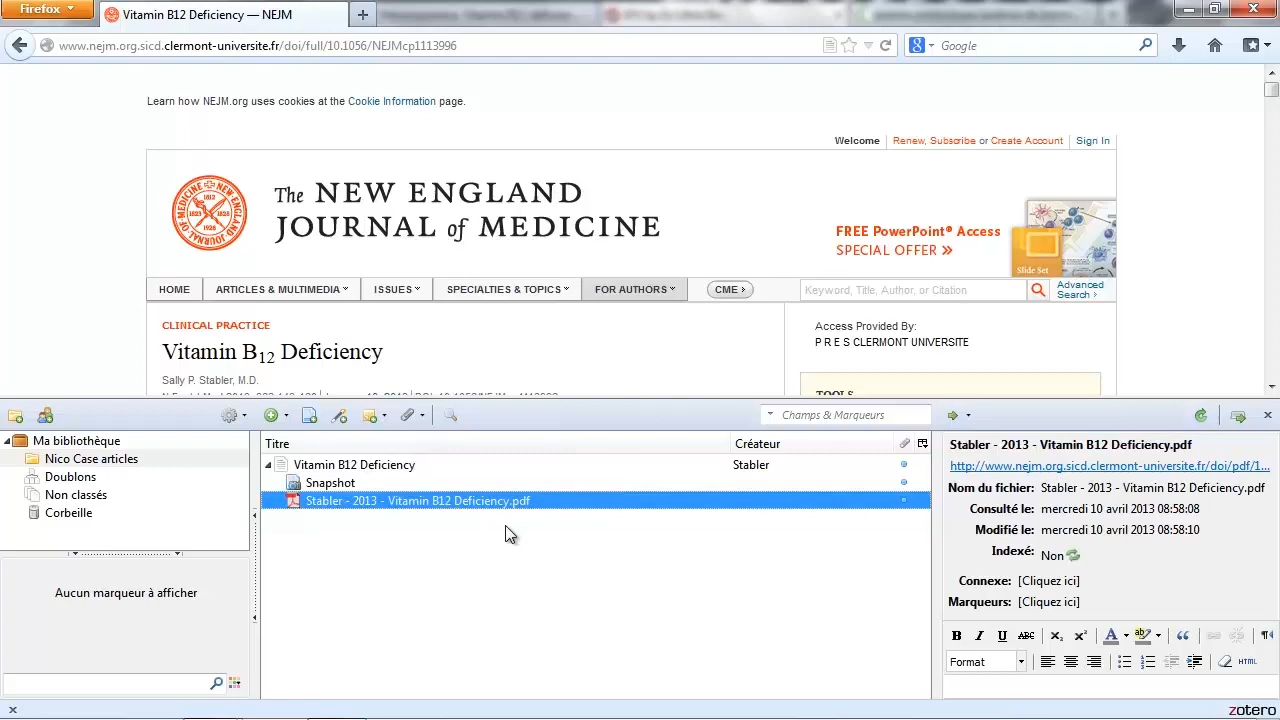 Firefox
Vitamin B12 Deficiency — NEJM
www.nejm.org.sicd.clermont-universite.fr/doi/full/10.1056/NEJMcp1113996
Google
Learn how NEJM.org uses cookies at the Cookie Information page.
Welcome Renew, Subscribe or Create Account Sign In
The NEW ENGLAND
JOURNAL of MEDICINE
FREE PowerPoint® Access
SPECIAL OFFER »
Slide Set
HOME ARTICLES & MULTIMEDIA ISSUES SPECIALTIES & TOPICS FOR AUTHORS CME Keyword, Title, Author, or Citation Advanced
Search ›
CLINICAL PRACTICE
Vitamin B12 Deficiency
Sally P. Stabler, M.D.
Access Provided By:
P R E S CLERMONT UNIVERSITE
TOOLS
Champs & Marqueurs
Ma bibliothèque
Nico Case articles
Doublons
Non classés
Corbeille
Aucun marqueur à afficher
Titre Créateur
Vitamin B12 Deficiency Stabler
Snapshot
Stabler - 2013 - Vitamin B12 Deficiency.pdf
Stabler - 2013 - Vitamin B12 Deficiency.pdf
http://www.nejm.org.sicd.clermont-universite.fr/doi/pdf/1...
Nom du fichier: Stabler - 2013 - Vitamin B12 Deficiency.pdf
Consulté le: mercredi 10 avril 2013 08:58:08
Modifié le: mercredi 10 avril 2013 08:58:10
Indexé: Non
Connexe: [Cliquez ici]
Marqueurs: [Cliquez ici]
B I U ABC X₂ X² A ab
Format HTML
zotero